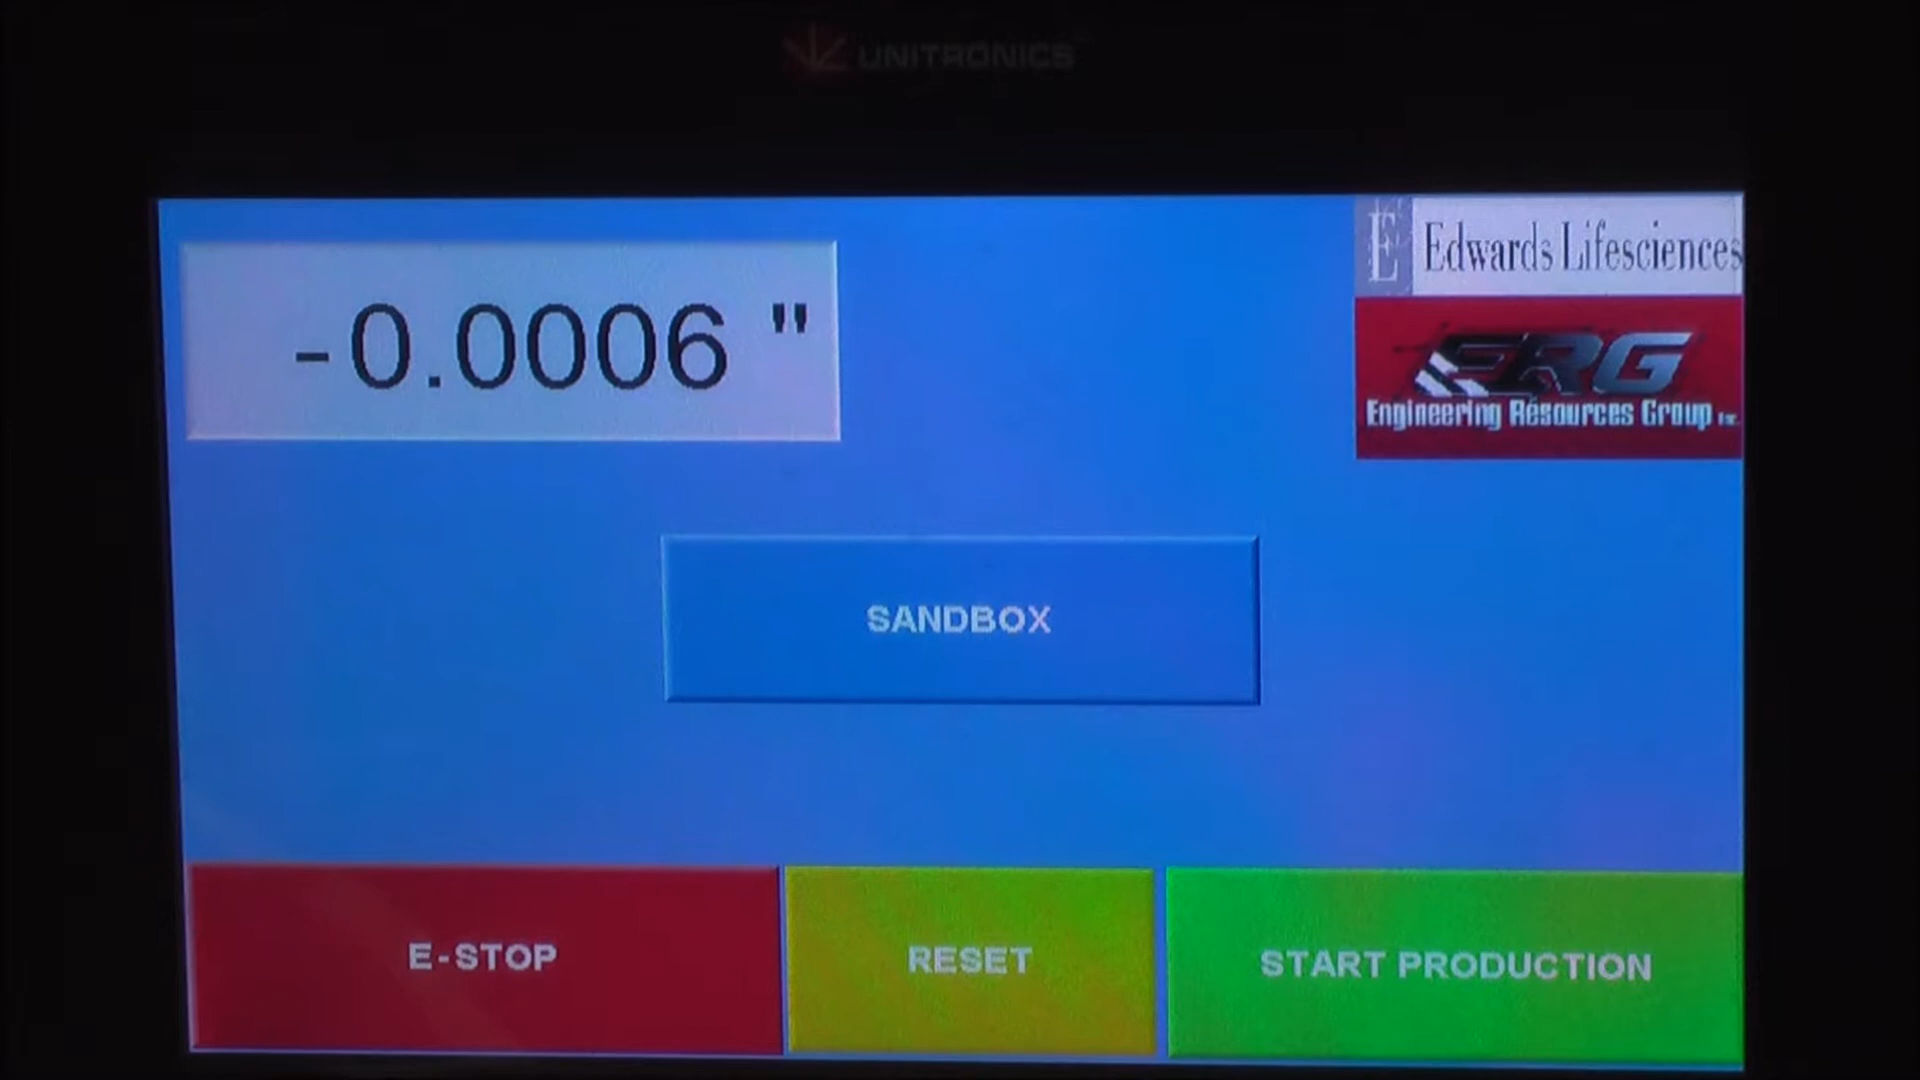 UNITRONICS
-0.0006 "
E Edwards Lifesciences
ERG
Engineering Resources Group
SANDBOX
E-STOP
RESET
START PRODUCTION